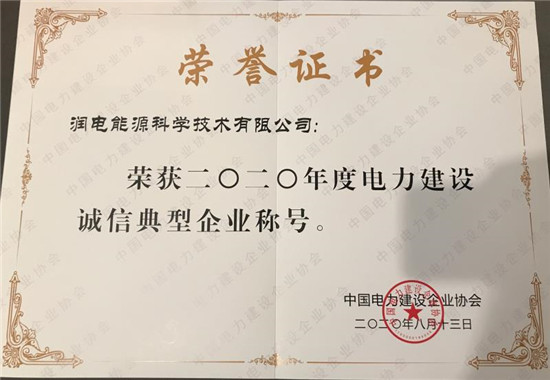 荣誉证书
润电能源科学技术有限公司：
荣获二〇二〇年度电力建设
诚信典型企业称号。
中国电力建设企业协会
二〇二〇年八月十三日